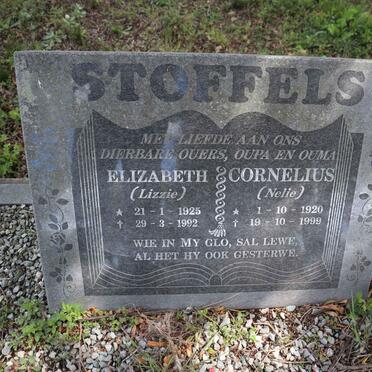 STOFFELS
MET LIEFDE AAN ONS
DIERBARE OUERS, OUPA EN OUMA
ELIZABETH CORNELIUS
(Lizzie) (Nelie)
★ 21 - 1 - 1925 ★ 1 - 10 - 1920
† 29 - 3 - 1992 † 19 - 10 - 1999
WIE IN MY GLO, SAL LEWE,
AL HET HY OOK GESTERWE.